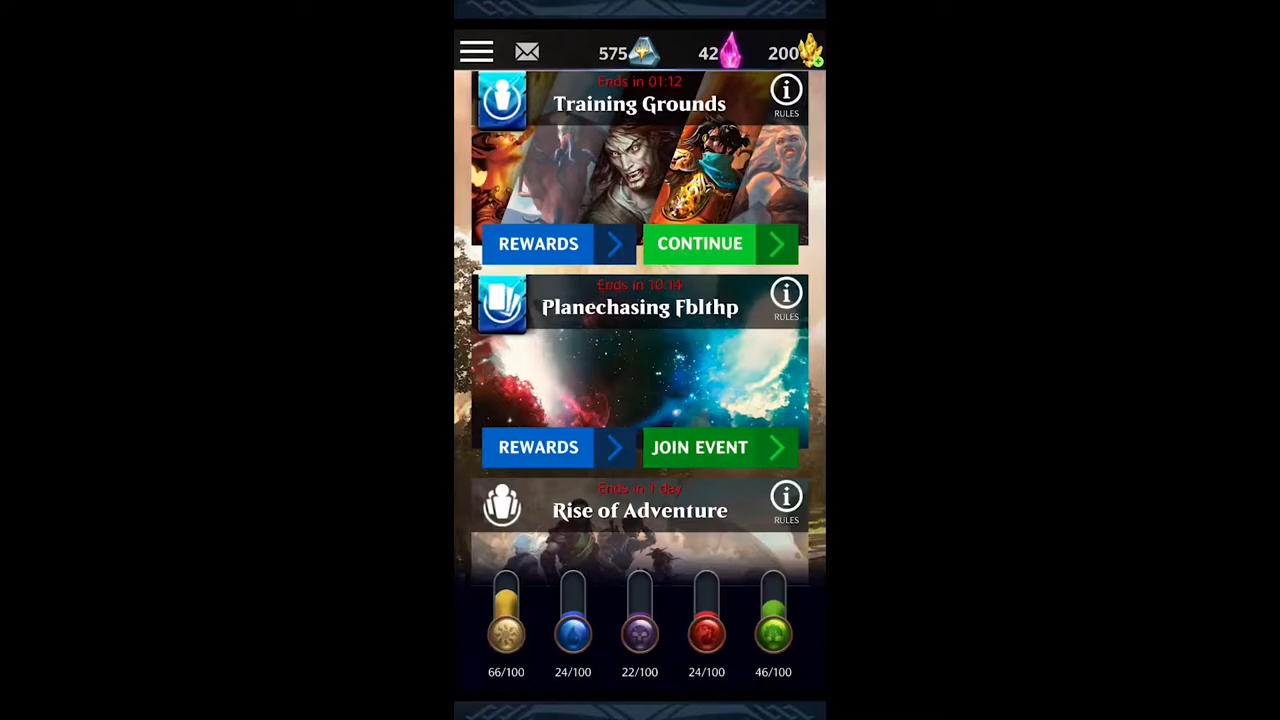 575 42 200
Ends in 01:12
Training Grounds
RULES
REWARDS CONTINUE
Ends in 10:14
Planechasing Fblthp
RULES
REWARDS JOIN EVENT
Ends in 1 day
Rise of Adventure
RULES
66/100 24/100 22/100 24/100 46/100